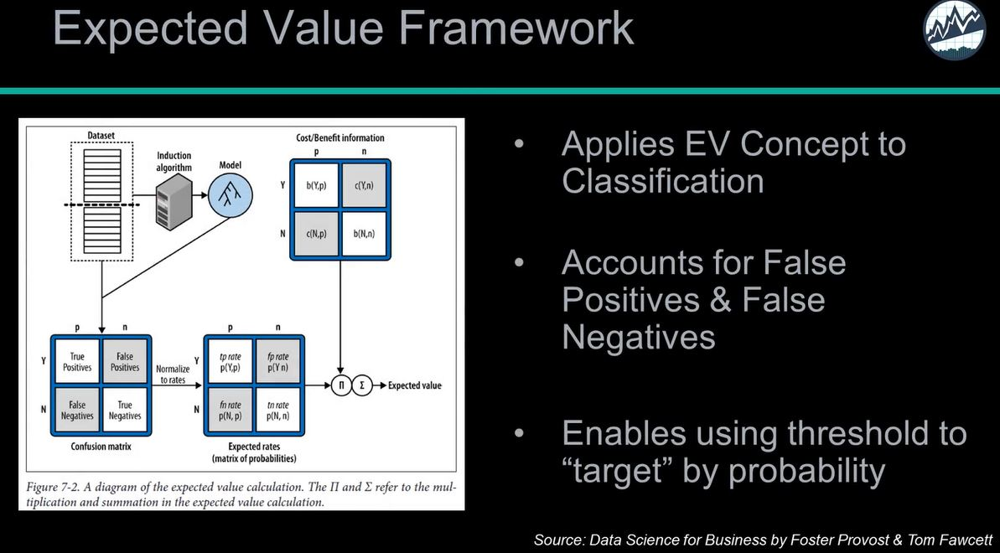 Expected Value Framework
Dataset
Induction
algorithm
Model
Cost/Benefit information
p n
Y b(Y,p) c(Y,n)
N c(N,p) b(N,n)
p n
Y True
Positives
False
Positives
N False
Negatives
True
Negatives
Confusion matrix
Normalize
to rates
p n
Y tp rate
p(Y,p)
fp rate
p(Y n)
N fn rate
p(N, p)
tn rate
p(N, n)
Expected rates
(matrix of probabilities)
Π Σ Expected value
Figure 7-2. A diagram of the expected value calculation. The Π and Σ refer to the mul-
tiplication and summation in the expected value calculation.
• Applies EV Concept to
Classification
• Accounts for False
Positives & False
Negatives
• Enables using threshold to
“target” by probability
Source: Data Science for Business by Foster Provost & Tom Fawcett